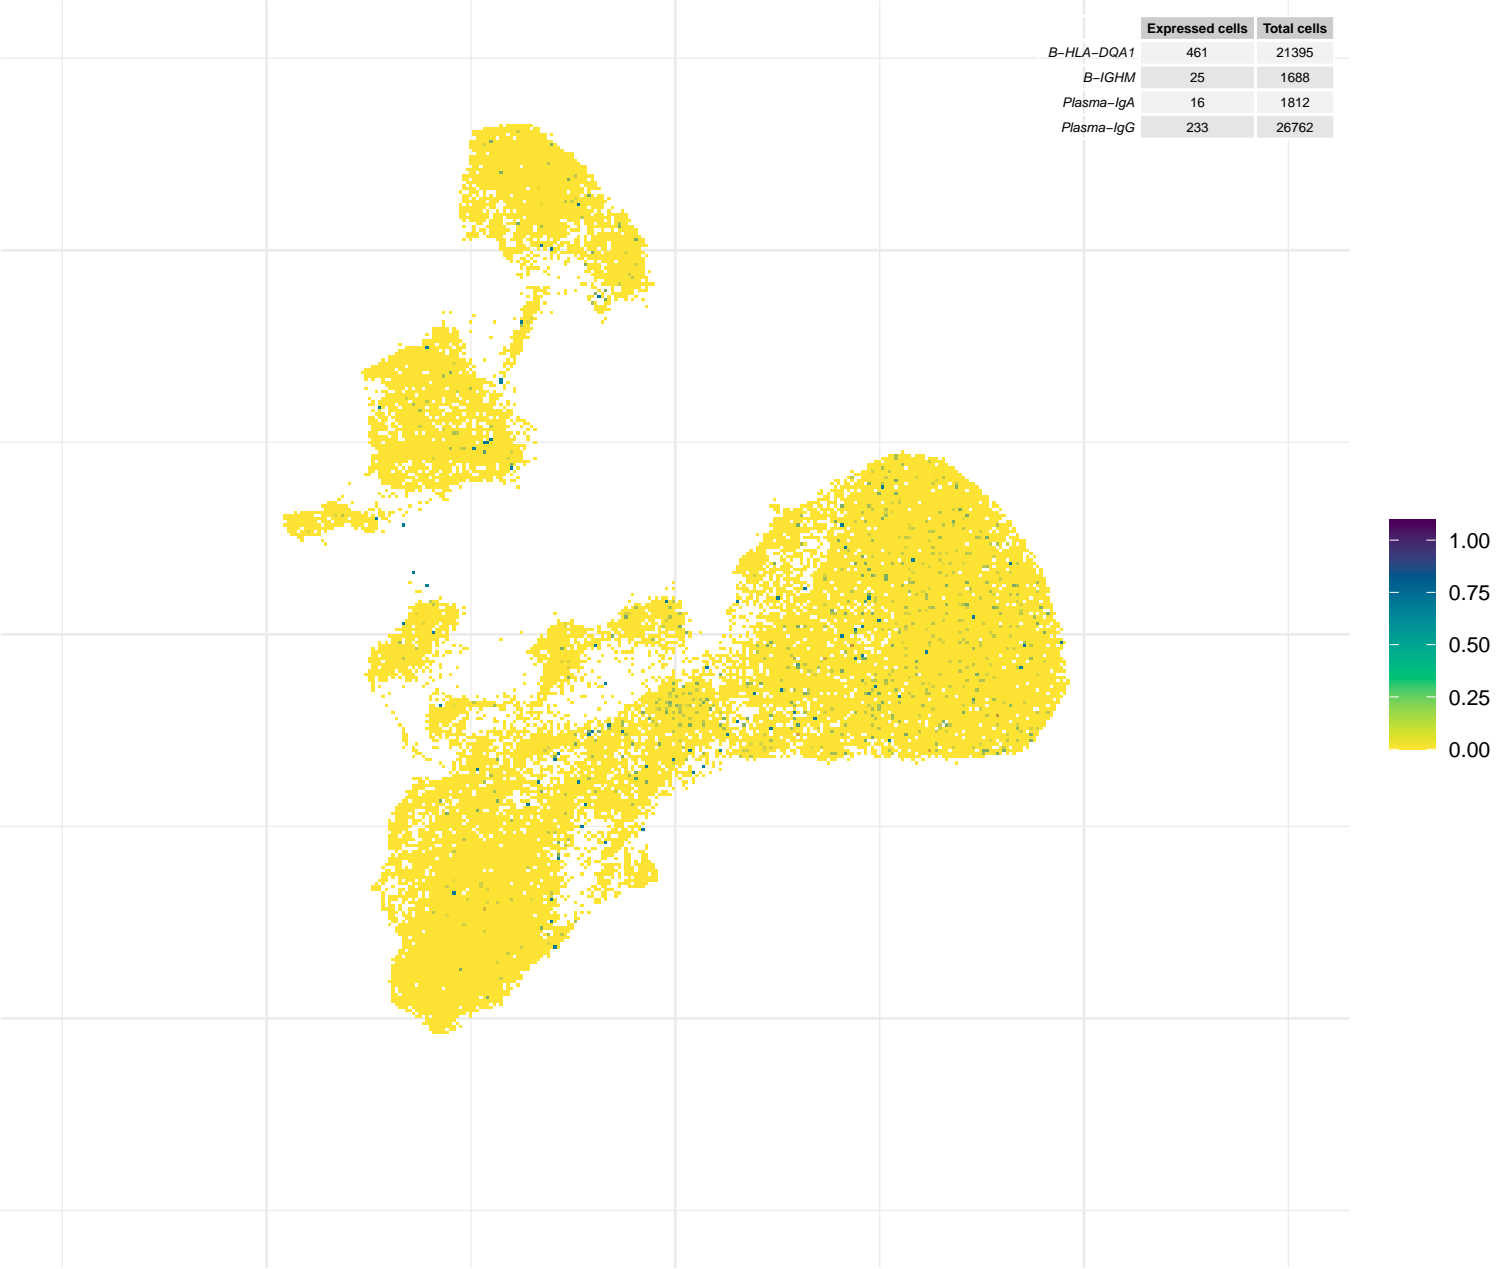 Expressed cells Total cells
B−HLA−DQA1 461 21395
B−IGHM 25 1688
Plasma−IgA 16 1812
Plasma−IgG 233 26762
1.00
0.75
0.50
0.25
0.00